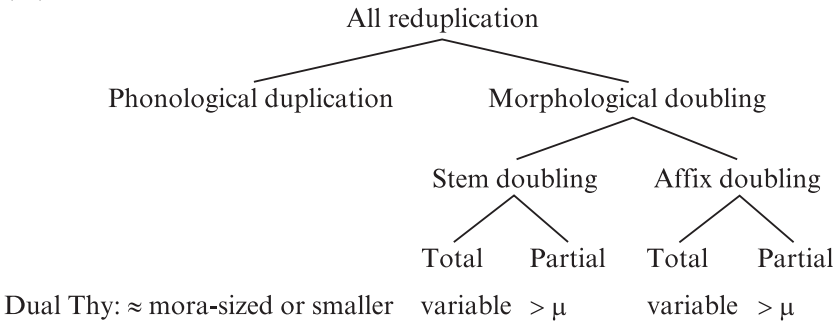 All reduplication
Phonological duplication Morphological doubling
Stem doubling Affix doubling
Total Partial Total Partial
Dual Thy: ≈ mora-sized or smaller variable > μ variable > μ